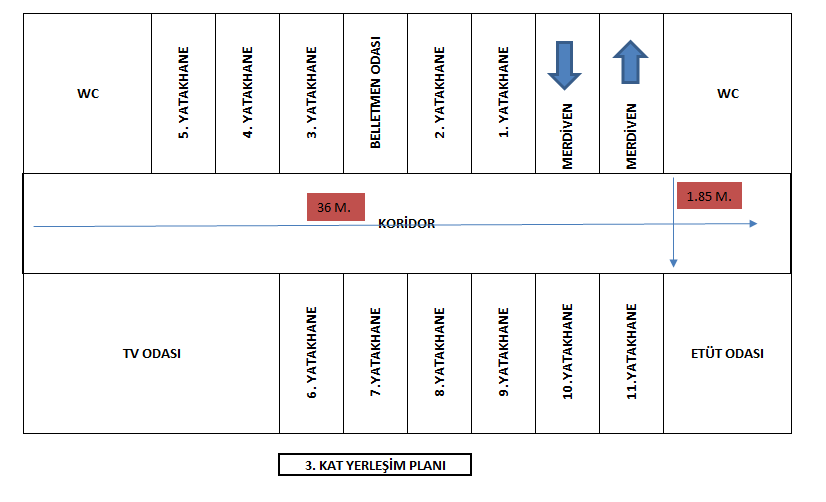 WC
5. YATAKHANE
4. YATAKHANE
3. YATAKHANE
BELLETMEN ODASI
2. YATAKHANE
1. YATAKHANE
MERDİVEN
MERDİVEN
WC
36 M.
1.85 M.
KORİDOR
TV ODASI
6. YATAKHANE
7.YATAKHANE
8.YATAKHANE
9.YATAKHANE
10.YATAKHANE
11.YATAKHANE
ETÜT ODASI
3. KAT YERLEŞİM PLANI